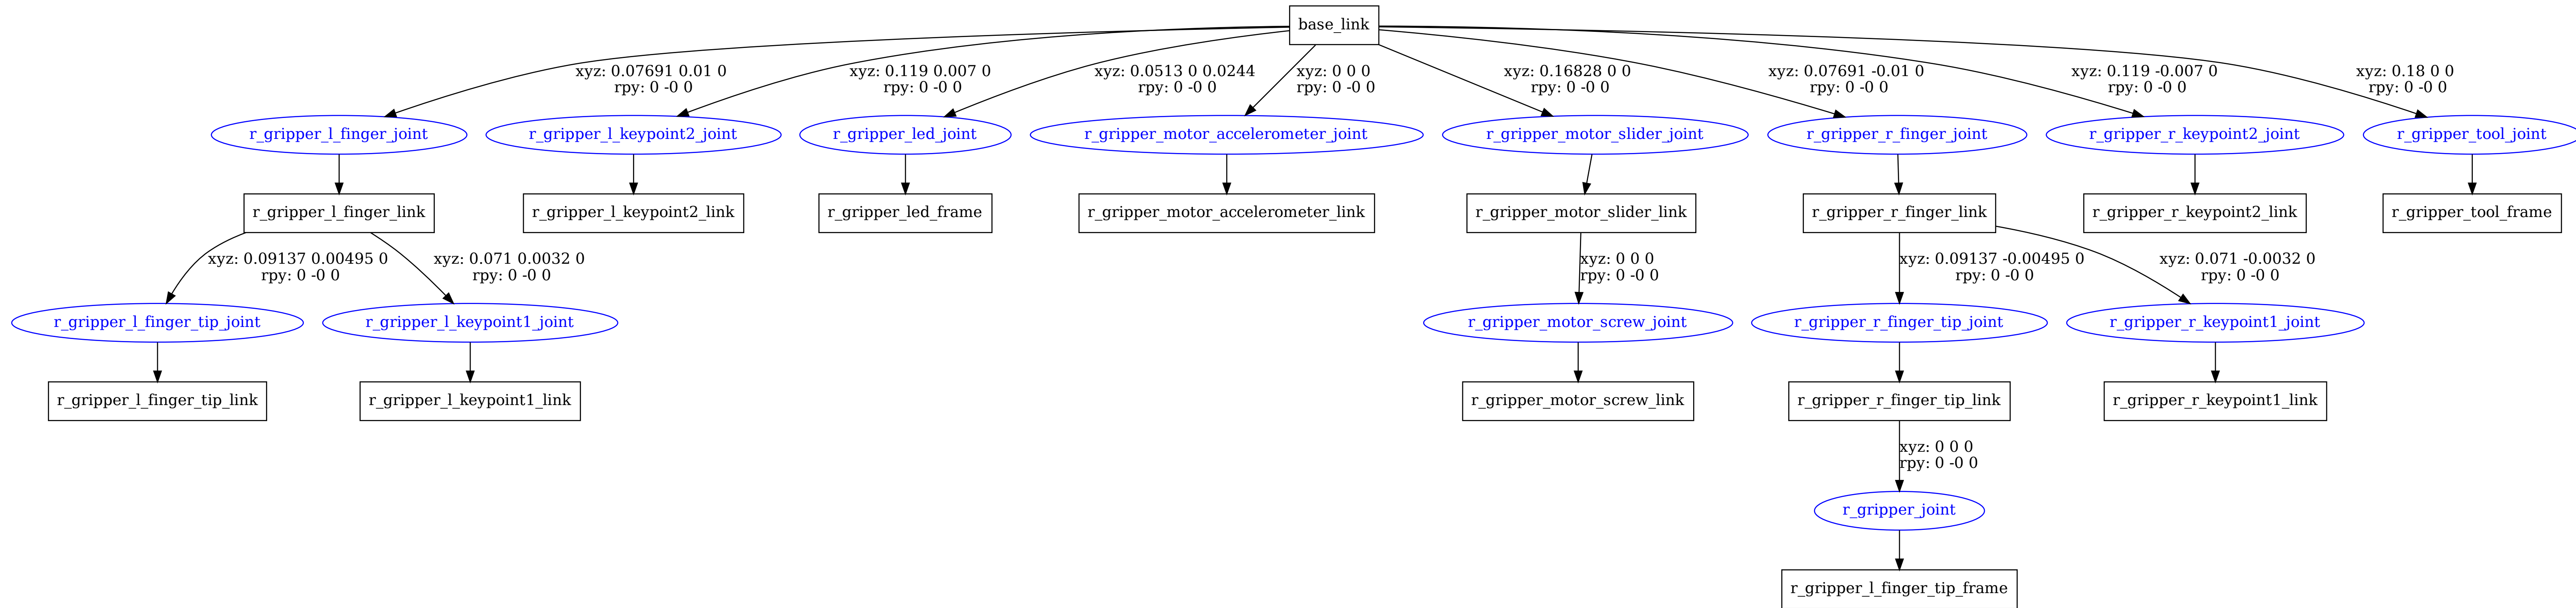 base_link
xyz: 0.07691 0.01 0
rpy: 0 -0 0
xyz: 0.119 0.007 0
rpy: 0 -0 0
xyz: 0.0513 0 0.0244
rpy: 0 -0 0
xyz: 0 0 0
rpy: 0 -0 0
xyz: 0.16828 0 0
rpy: 0 -0 0
xyz: 0.07691 -0.01 0
rpy: 0 -0 0
xyz: 0.119 -0.007 0
rpy: 0 -0 0
xyz: 0.18 0 0
rpy: 0 -0 0
r_gripper_l_finger_joint
r_gripper_l_keypoint2_joint
r_gripper_led_joint
r_gripper_motor_accelerometer_joint
r_gripper_motor_slider_joint
r_gripper_r_finger_joint
r_gripper_r_keypoint2_joint
r_gripper_tool_joint
r_gripper_l_finger_link
r_gripper_l_keypoint2_link
r_gripper_led_frame
r_gripper_motor_accelerometer_link
r_gripper_motor_slider_link
r_gripper_r_finger_link
r_gripper_r_keypoint2_link
r_gripper_tool_frame
xyz: 0.09137 0.00495 0
rpy: 0 -0 0
xyz: 0.071 0.0032 0
rpy: 0 -0 0
xyz: 0 0 0
rpy: 0 -0 0
xyz: 0.09137 -0.00495 0
rpy: 0 -0 0
xyz: 0.071 -0.0032 0
rpy: 0 -0 0
r_gripper_l_finger_tip_joint
r_gripper_l_keypoint1_joint
r_gripper_motor_screw_joint
r_gripper_r_finger_tip_joint
r_gripper_r_keypoint1_joint
r_gripper_l_finger_tip_link
r_gripper_l_keypoint1_link
r_gripper_motor_screw_link
r_gripper_r_finger_tip_link
r_gripper_r_keypoint1_link
xyz: 0 0 0
rpy: 0 -0 0
r_gripper_joint
r_gripper_l_finger_tip_frame